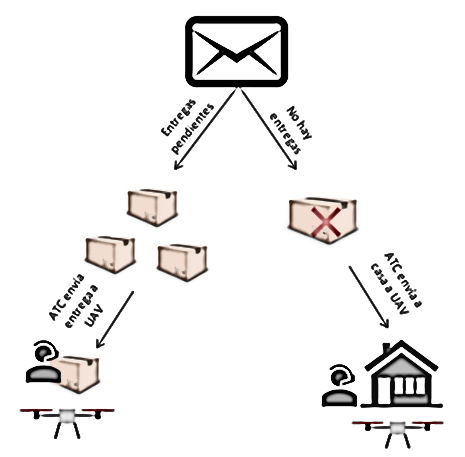 Entregas
pendientes
No hay
entregas
ATC envía
entrega a
UAV
ATC envía a
casa a UAV